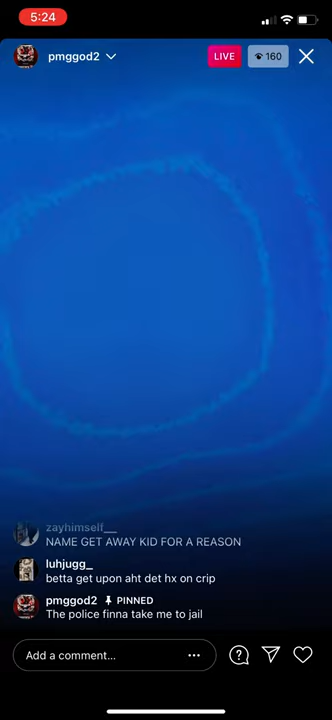 5:24
pmggod2
LIVE
160
zayhimself__
NAME GET AWAY KID FOR A REASON
luhjugg_
betta get upon aht det hx on crip
pmggod2 PINNED
The police finna take me to jail
Add a comment...